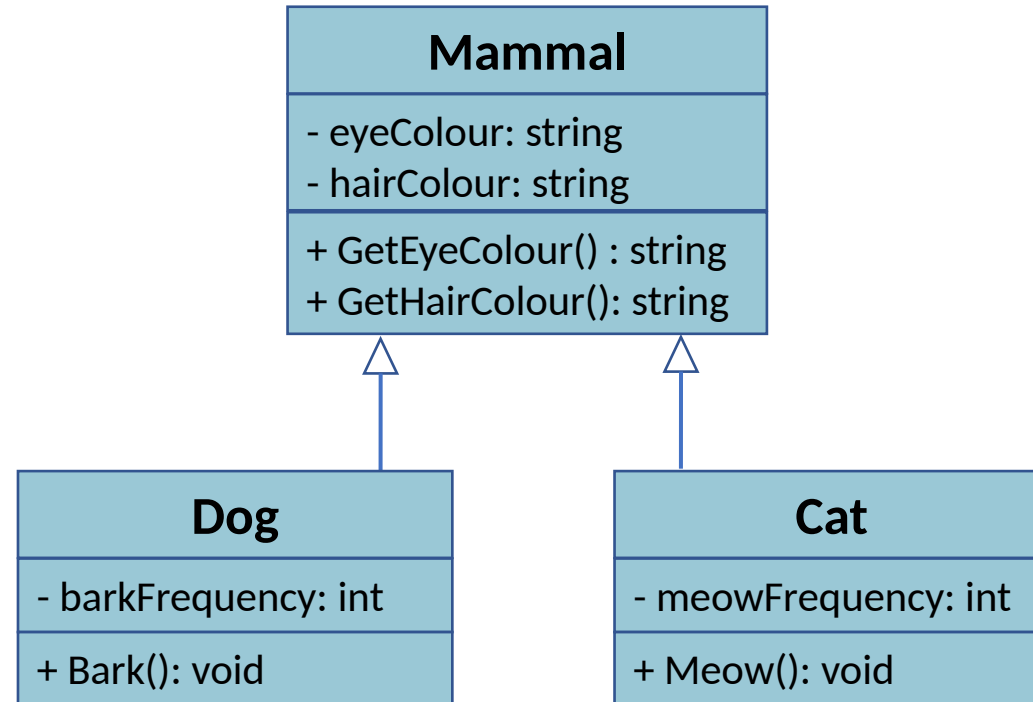 Mammal
- eyeColour: string
- hairColour: string
+ GetEyeColour() : string
+ GetHairColour(): string
Dog
- barkFrequency: int
+ Bark(): void
Cat
- meowFrequency: int
+ Meow(): void